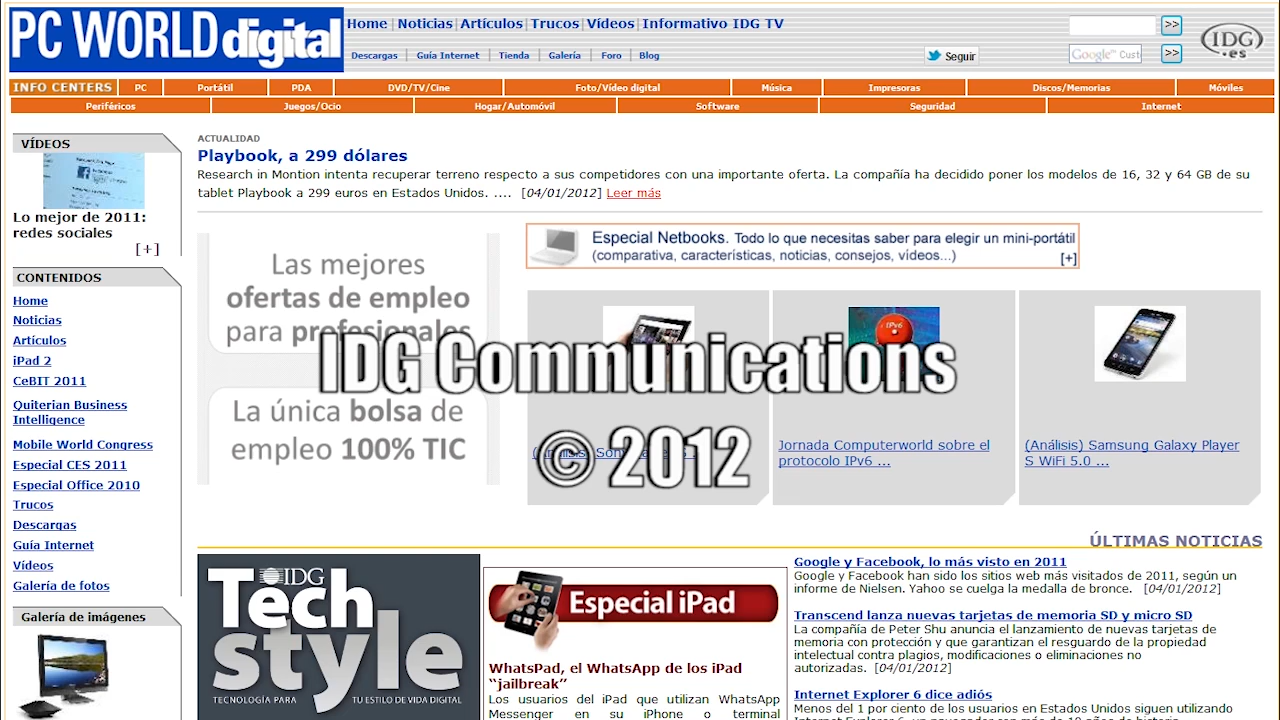 PC WORLD digital
Home | Noticias | Artículos | Trucos | Vídeos | Informativo IDG TV
>>
IDG
.es
Descargas | Guía Internet | Tienda | Galería | Foro | Blog
Seguir
Google™ Cust
>>
INFO CENTERS PC Portátil PDA DVD/TV/Cine Foto/Vídeo digital Música Impresoras Discos/Memorias Móviles
Periféricos Juegos/Ocio Hogar/Automóvil Software Seguridad Internet
VÍDEOS
Lo mejor de 2011:
redes sociales
[+]
CONTENIDOS
Home
Noticias
Artículos
iPad 2
CeBIT 2011
Quiterian Business
Intelligence
Mobile World Congress
Especial CES 2011
Especial Office 2010
Trucos
Descargas
Guía Internet
Vídeos
Galería de fotos
Galería de imágenes
ACTUALIDAD
Playbook, a 299 dólares
Research in Montion intenta recuperar terreno respecto a sus competidores con una importante oferta. La compañía ha decidido poner los modelos de 16, 32 y 64 GB de su
tablet Playbook a 299 euros en Estados Unidos. .... [04/01/2012] Leer más
Las mejores
ofertas de empleo
para profesionales
La única bolsa de
empleo 100% TIC
Especial Netbooks. Todo lo que necesitas saber para elegir un mini-portátil
(comparativa, características, noticias, consejos, vídeos...)
[+]
IDG Communications
© 2012
IPv6
Jornada Computerworld sobre el
protocolo IPv6 ...
(Análisis) Samsung Galaxy Player
S WiFi 5.0 ...
ÚLTIMAS NOTICIAS
IDG
Tech
style
TECNOLOGÍA PARA TU ESTILO DE VIDA DIGITAL
Especial iPad
WhatsPad, el WhatsApp de los iPad
“jailbreak”
Los usuarios del iPad que utilizan WhatsApp
Messenger en su iPhone o terminal
Google y Facebook, lo más visto en 2011
Google y Facebook han sido los sitios web más visitados de 2011, según un
informe de Nielsen. Yahoo se cuelga la medalla de bronce. [04/01/2012]
Transcend lanza nuevas tarjetas de memoria SD y micro SD
La compañía de Peter Shu anuncia el lanzamiento de nuevas tarjetas de
memoria con protección y que garantizan el resguardo de la propiedad
intelectual contra plagios, modificaciones o eliminaciones no
autorizadas. [04/01/2012]
Internet Explorer 6 dice adiós
Menos del 1 por ciento de los usuarios en Estados Unidos siguen utilizando